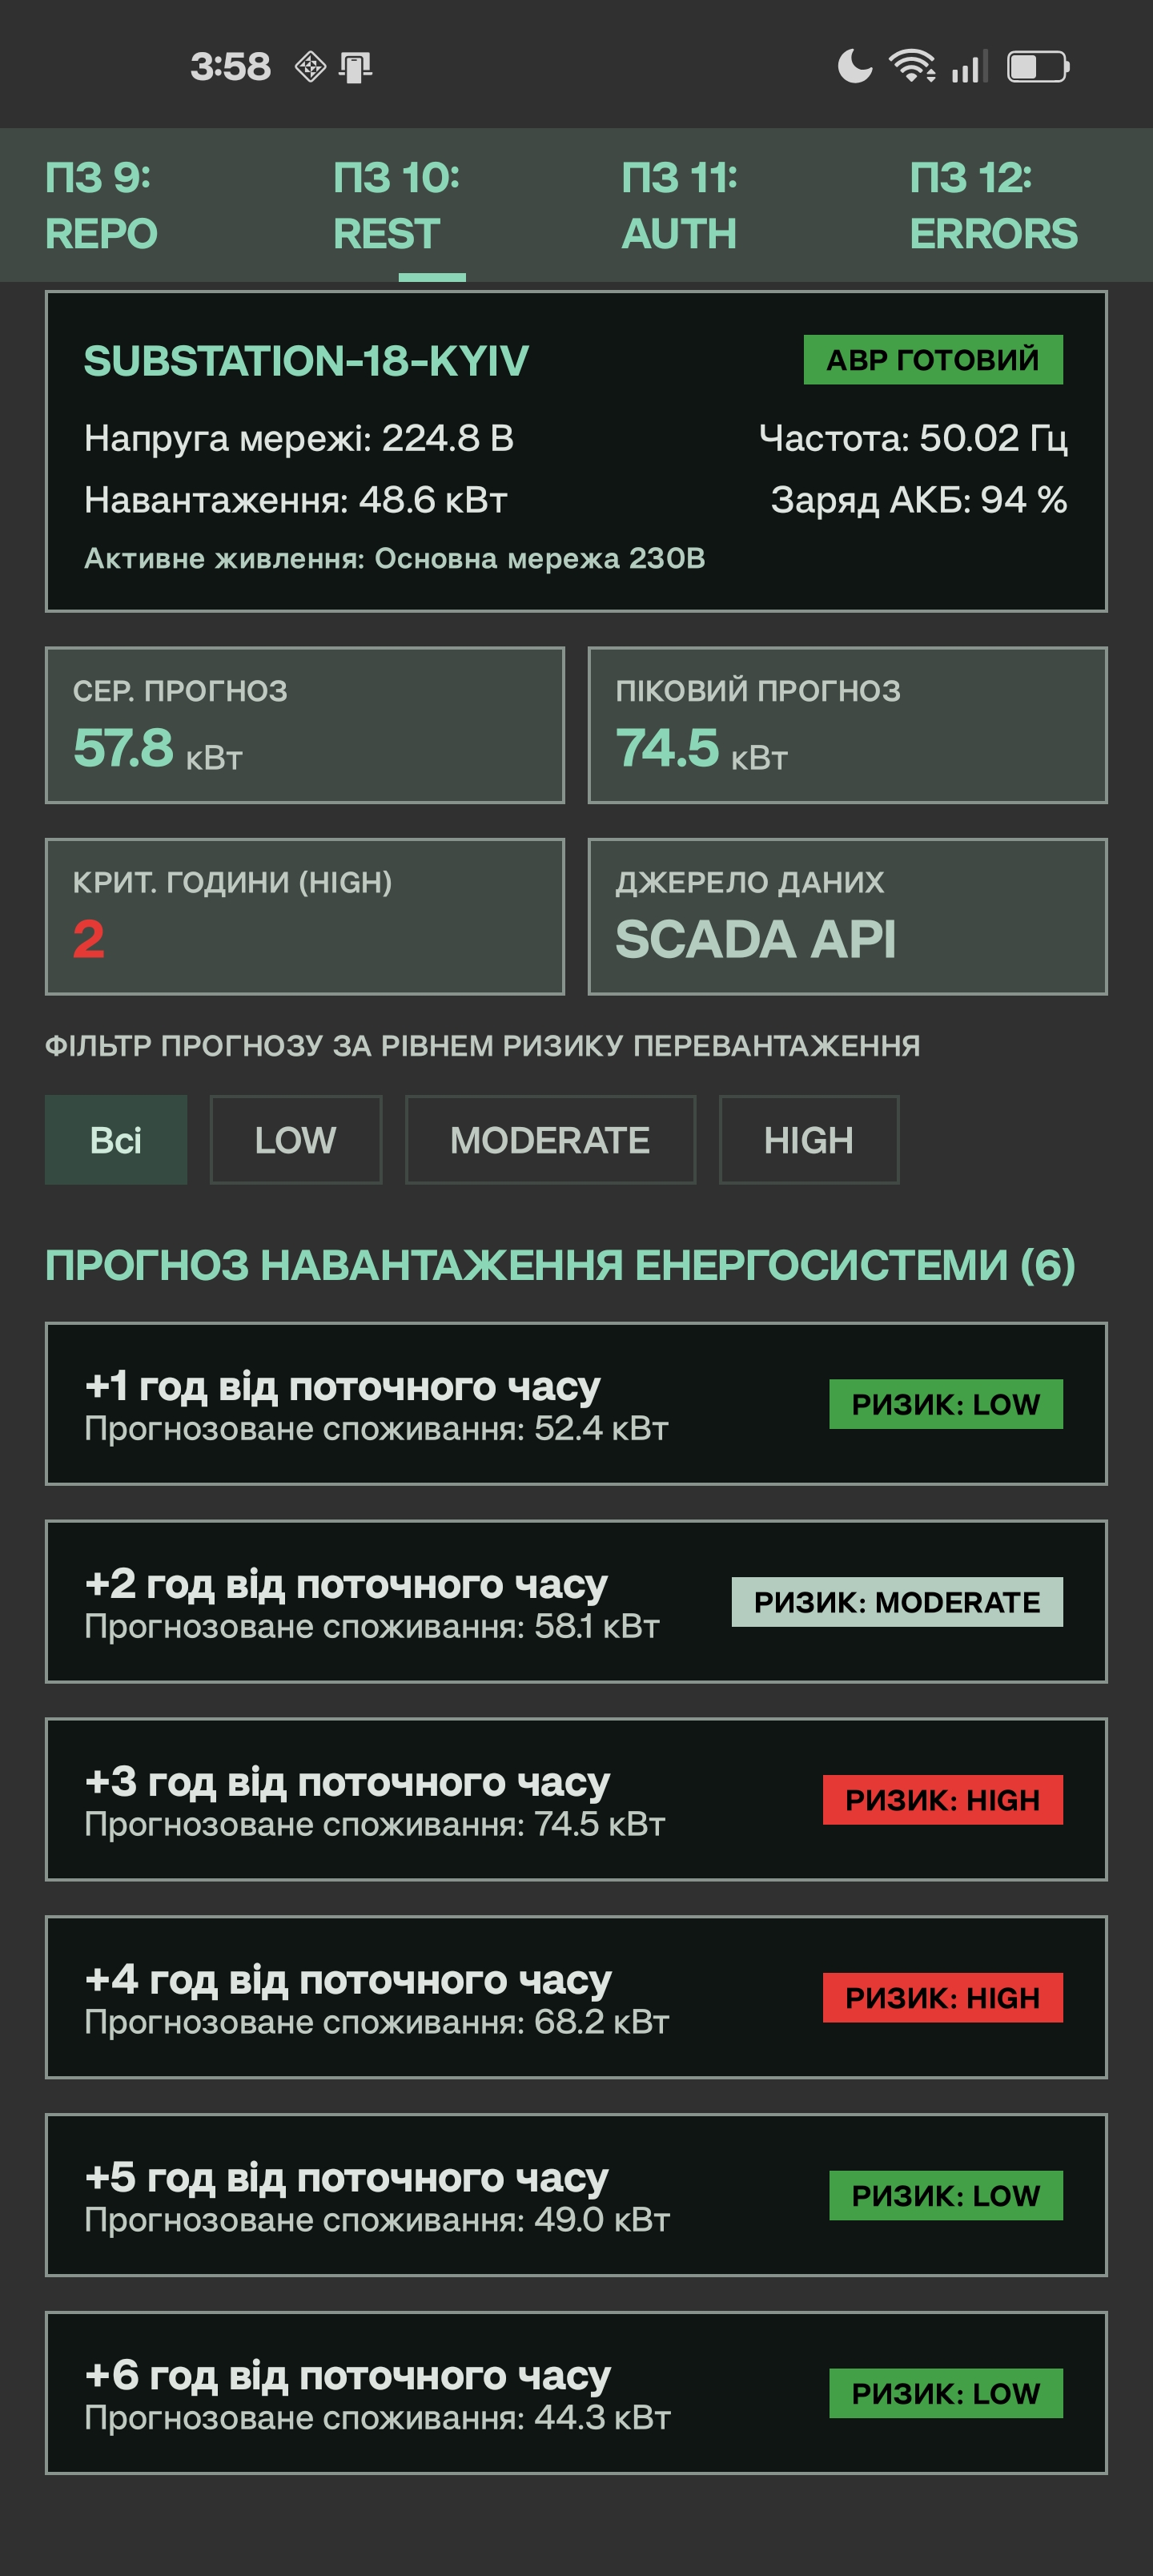 3:58
ПЗ 9:
REPO
ПЗ 10:
REST
ПЗ 11:
AUTH
ПЗ 12:
ERRORS
SUBSTATION-18-KYIV
АВР ГОТОВИЙ
Напруга мережі: 224.8 В
Частота: 50.02 Гц
Навантаження: 48.6 кВт
Заряд АКБ: 94 %
Активне живлення: Основна мережа 230В
СЕР. ПРОГНОЗ
57.8 кВт
ПІКОВИЙ ПРОГНОЗ
74.5 кВт
КРИТ. ГОДИНИ (HIGH)
2
ДЖЕРЕЛО ДАНИХ
SCADA API
ФІЛЬТР ПРОГНОЗУ ЗА РІВНЕМ РИЗИКУ ПЕРЕВАНТАЖЕННЯ
Всі
LOW
MODERATE
HIGH
ПРОГНОЗ НАВАНТАЖЕННЯ ЕНЕРГОСИСТЕМИ (6)
+1 год від поточного часу
Прогнозоване споживання: 52.4 кВт
РИЗИК: LOW
+2 год від поточного часу
Прогнозоване споживання: 58.1 кВт
РИЗИК: MODERATE
+3 год від поточного часу
Прогнозоване споживання: 74.5 кВт
РИЗИК: HIGH
+4 год від поточного часу
Прогнозоване споживання: 68.2 кВт
РИЗИК: HIGH
+5 год від поточного часу
Прогнозоване споживання: 49.0 кВт
РИЗИК: LOW
+6 год від поточного часу
Прогнозоване споживання: 44.3 кВт
РИЗИК: LOW